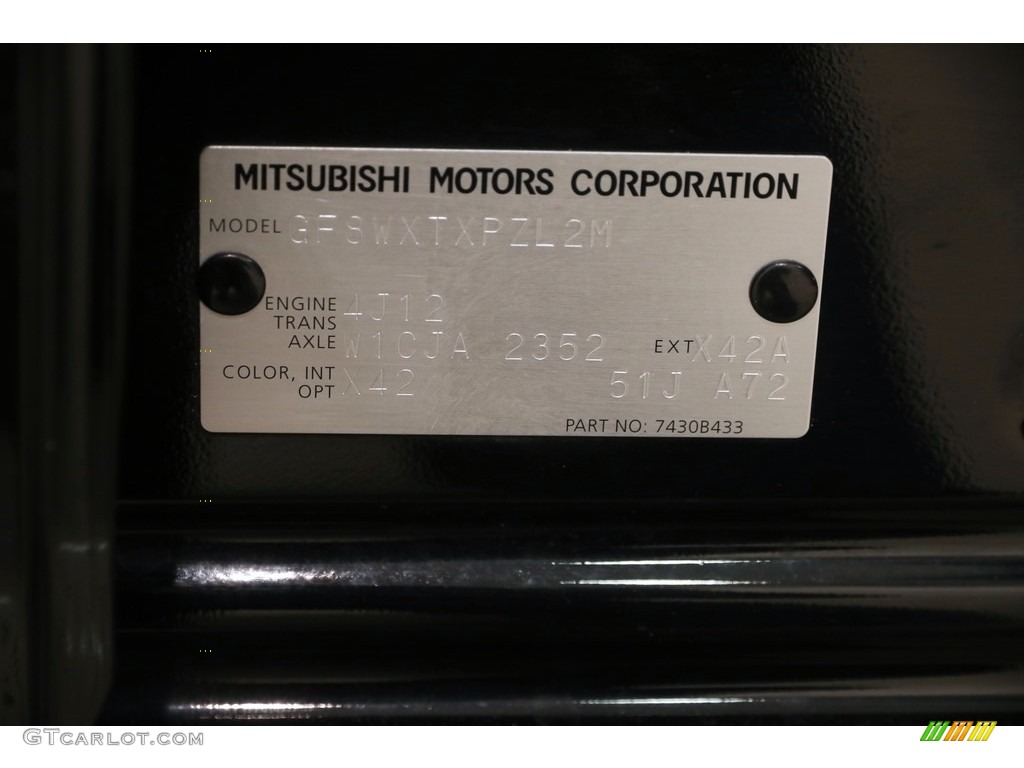 MITSUBISHI MOTORS CORPORATION
MODEL GF8WXTXPZL2M
ENGINE 4J12
TRANS
AXLE W1CJA 2352 EXT X42A
COLOR, INT
OPT X42 51J A72
PART NO: 7430B433
GTCarlot.com